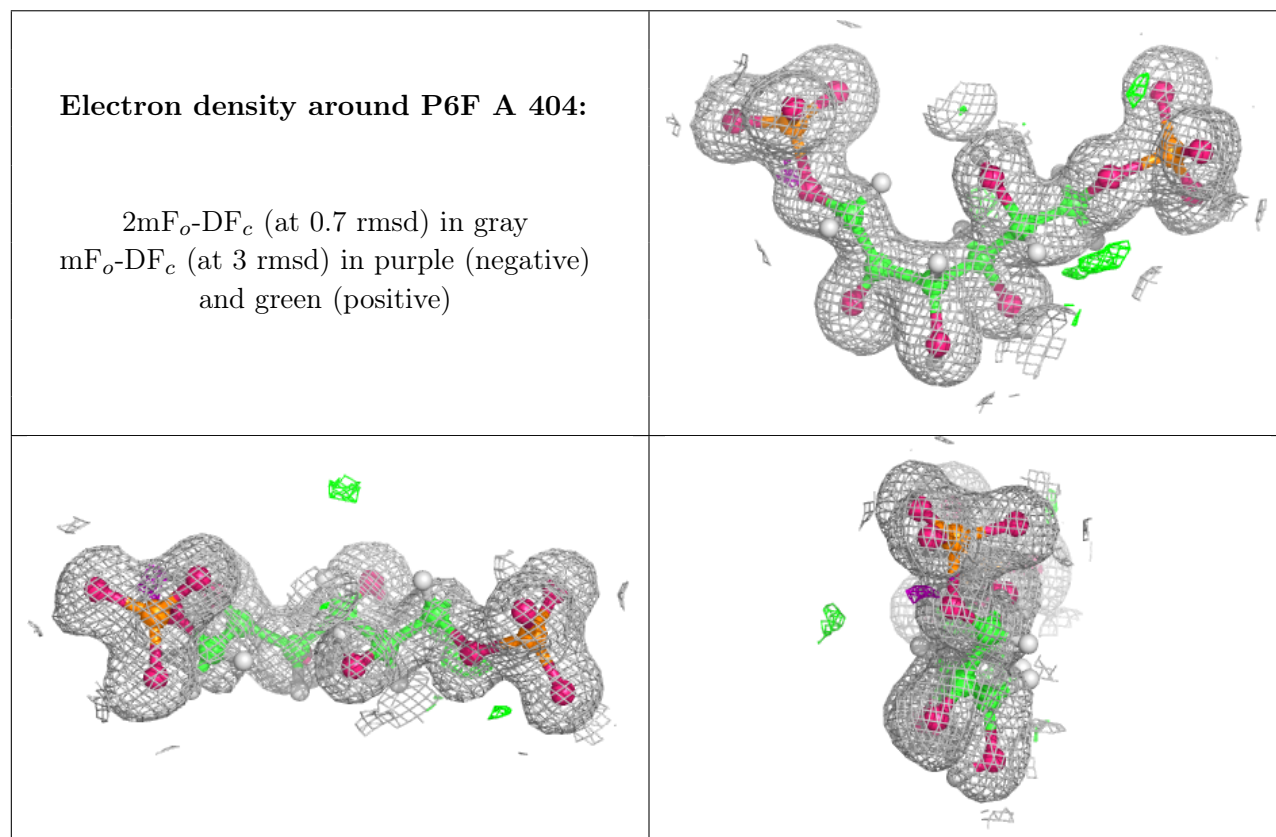 Electron density around P6F A 404:
2mFₒ-DF𝒸 (at 0.7 rmsd) in gray
mFₒ-DF𝒸 (at 3 rmsd) in purple (negative)
and green (positive)